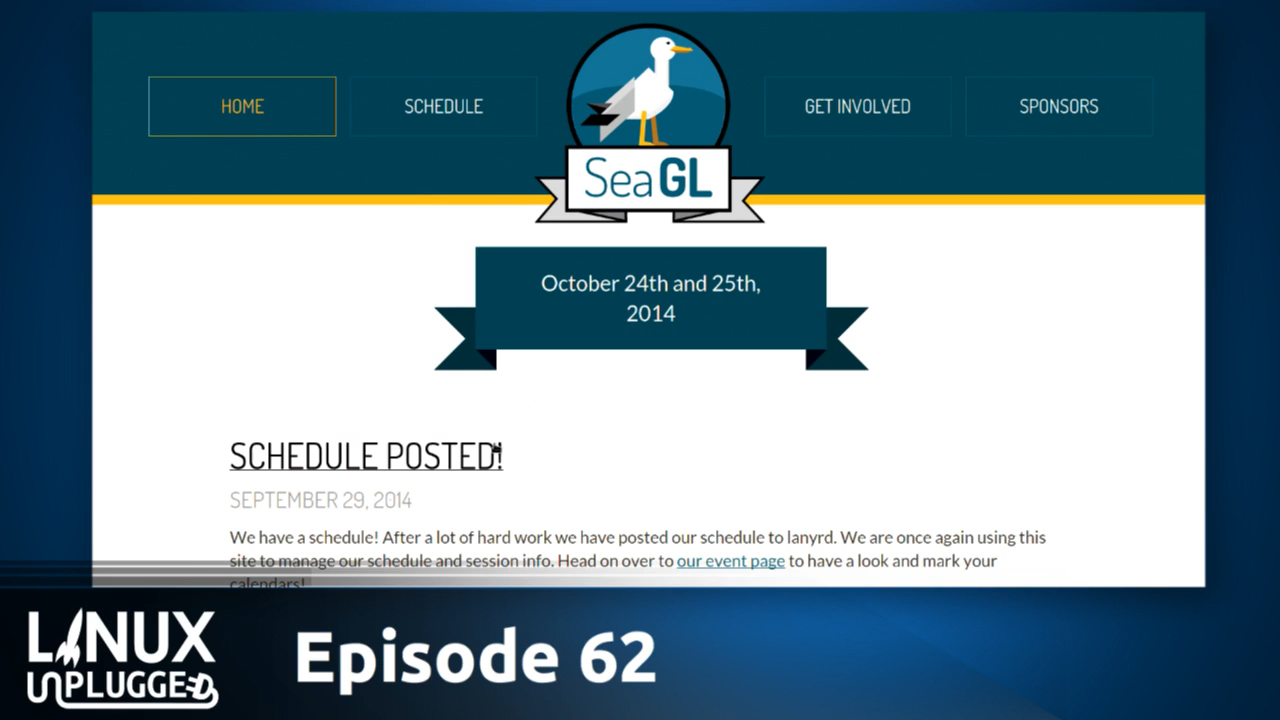 HOME
SCHEDULE
GET INVOLVED
SPONSORS
SeaGL
October 24th and 25th,
2014
SCHEDULE POSTED!
SEPTEMBER 29, 2014
We have a schedule! After a lot of hard work we have posted our schedule to lanyrd. We are once again using this
site to manage our schedule and session info. Head on over to our event page to have a look and mark your
calendars!
LINUX
UNPLUGGED
Episode 62